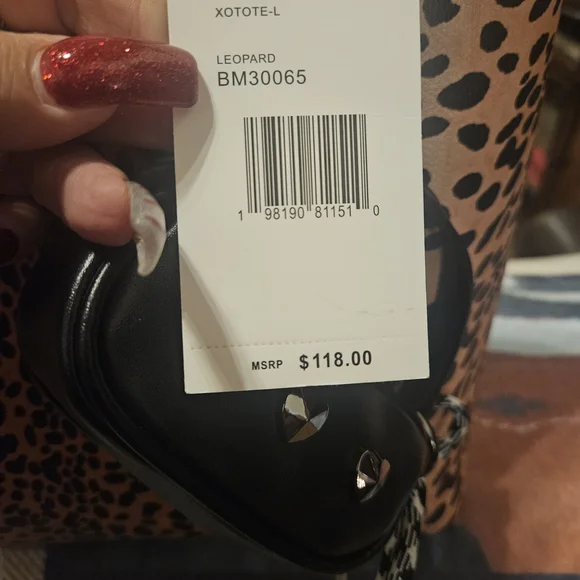 XOTOTE-L
LEOPARD
BM30065
1 98190 81151 0
MSRP $118.00